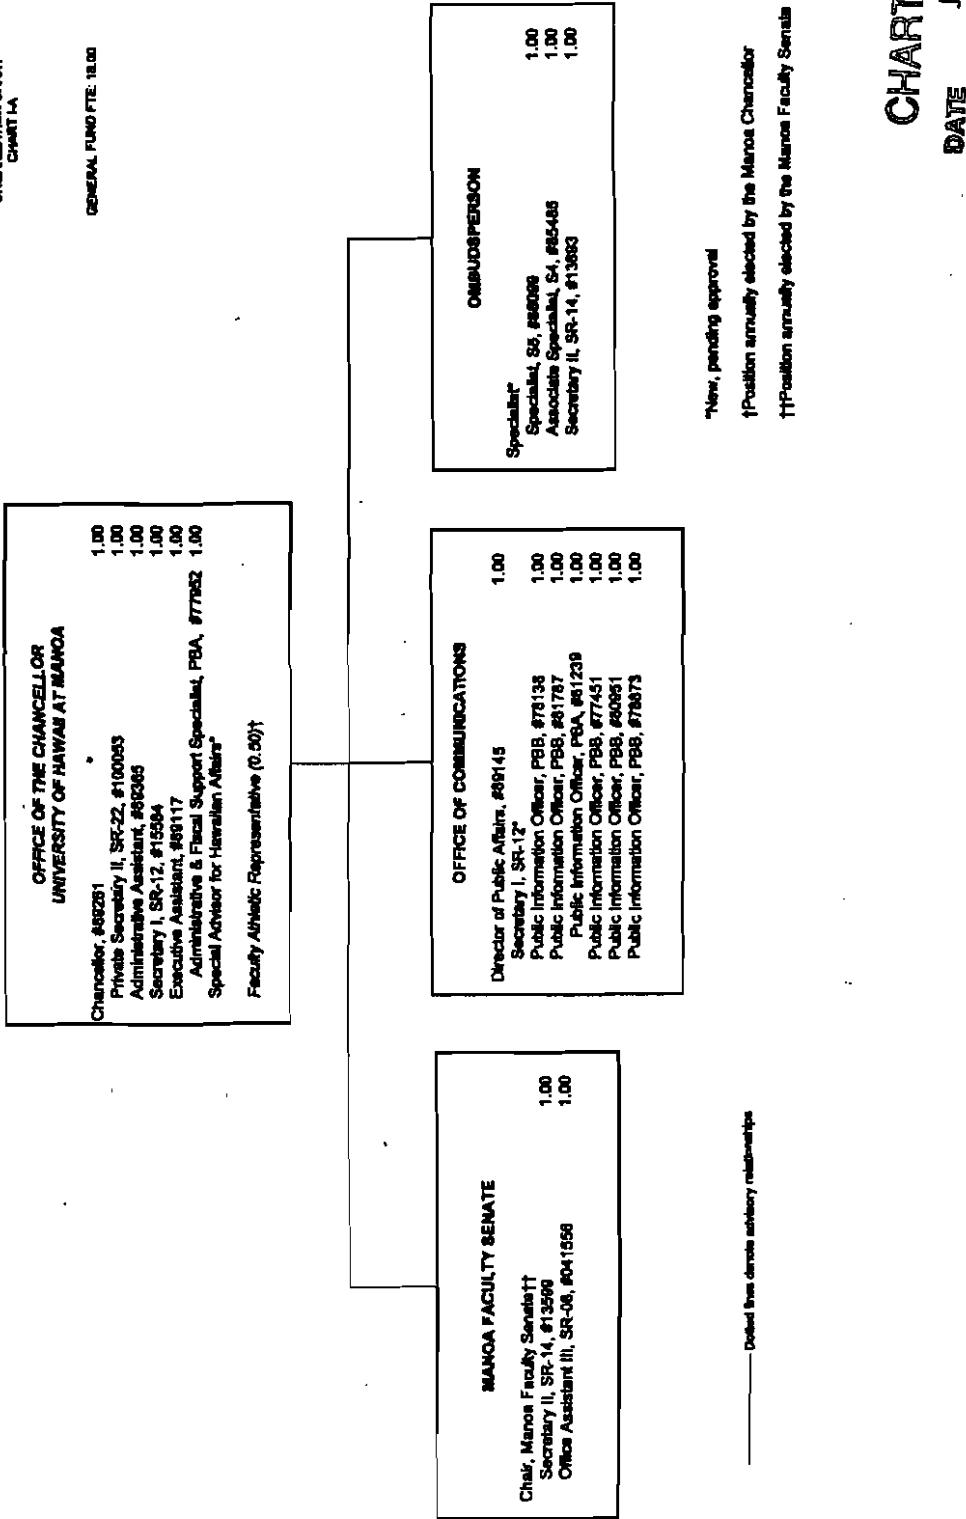 CHART I-A
GENERAL FUND FTE: 18.00
OFFICE OF THE CHANCELLOR
UNIVERSITY OF HAWAII AT MANOA
Chancellor, #89281 1.00
Private Secretary II, SR-22, #100053 1.00
Administrative Assistant, #89365 1.00
Secretary I, SR-12, #15584 1.00
Executive Assistant, #89117 1.00
Administrative & Fiscal Support Specialist, PBA, #77952 1.00
Special Advisor for Hawaiian Affairs*
Faculty Athletic Representative (0.50)†
MANOA FACULTY SENATE
Chair, Manoa Faculty Senate††
Secretary II, SR-14, #13599 1.00
Office Assistant III, SR-08, #041556 1.00
OFFICE OF COMMUNICATIONS
Director of Public Affairs, #89145 1.00
Secretary I, SR-12*
Public Information Officer, PBB, #78138 1.00
Public Information Officer, PBB, #81787 1.00
Public Information Officer, PBA, #81239 1.00
Public Information Officer, PBB, #77451 1.00
Public Information Officer, PBB, #80951 1.00
Public Information Officer, PBB, #78873 1.00
OMBUDSPERSON
Specialist*
Specialist, S5, #88099 1.00
Associate Specialist, S4, #85485 1.00
Secretary II, SR-14, #13693 1.00
*New, pending approval
†Position annually elected by the Manoa Chancellor
††Position annually elected by the Manoa Faculty Senate
Dotted lines denote advisory relationships
CHART
DATE